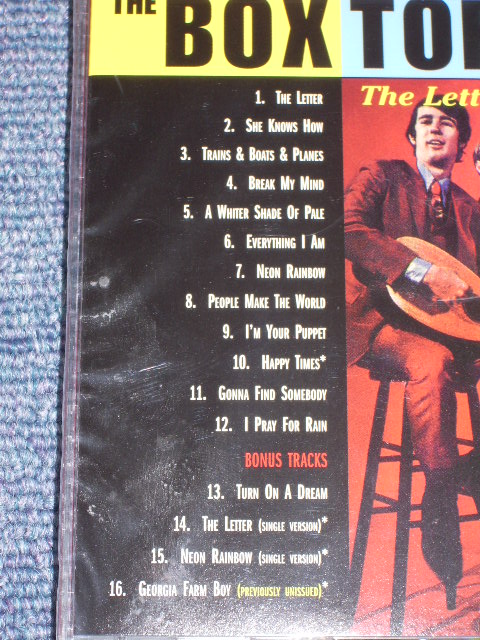 THE BOX TO
The Lett
1. THE LETTER
2. SHE KNOWS HOW
3. TRAINS & BOATS & PLANES
4. BREAK MY MIND
5. A WHITER SHADE OF PALE
6. EVERYTHING I AM
7. NEON RAINBOW
8. PEOPLE MAKE THE WORLD
9. I'M YOUR PUPPET
10. HAPPY TIMES*
11. GONNA FIND SOMEBODY
12. I PRAY FOR RAIN
BONUS TRACKS
13. TURN ON A DREAM
14. THE LETTER (SINGLE VERSION)*
15. NEON RAINBOW (SINGLE VERSION)*
16. GEORGIA FARM BOY (PREVIOUSLY UNISSUED)*